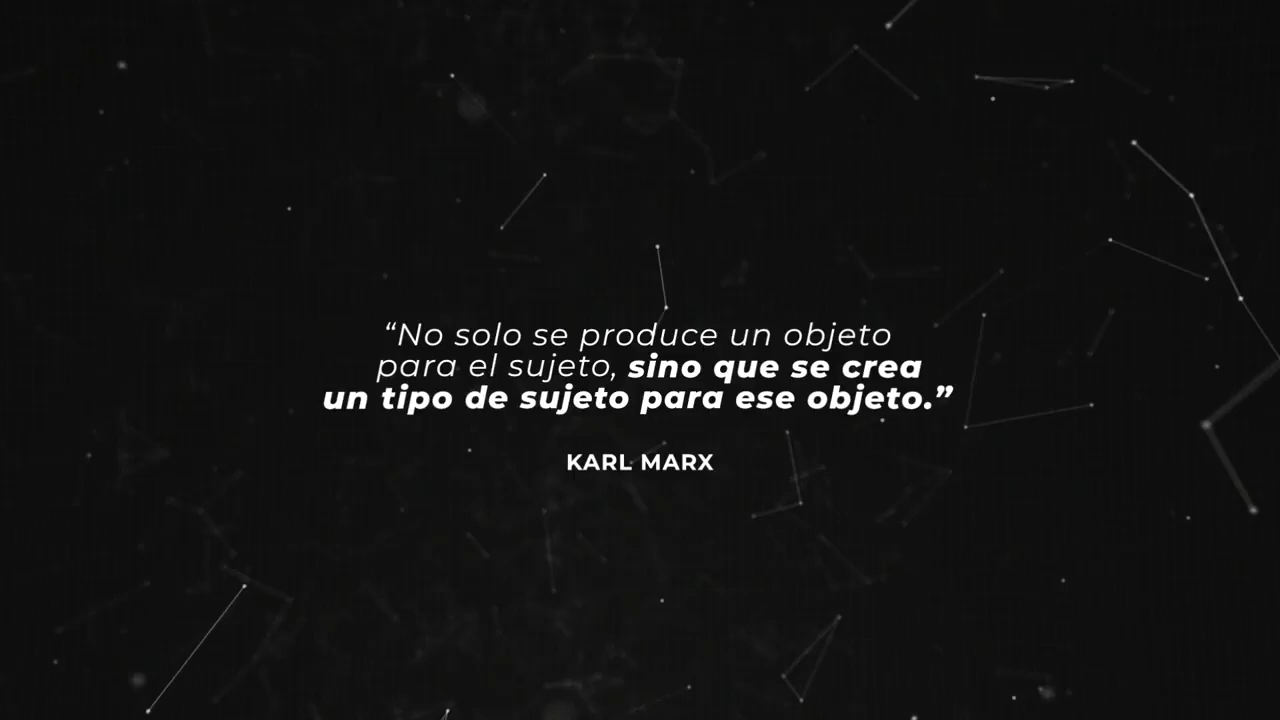 “No solo se produce un objeto
para el sujeto, sino que se crea
un tipo de sujeto para ese objeto.”
KARL MARX